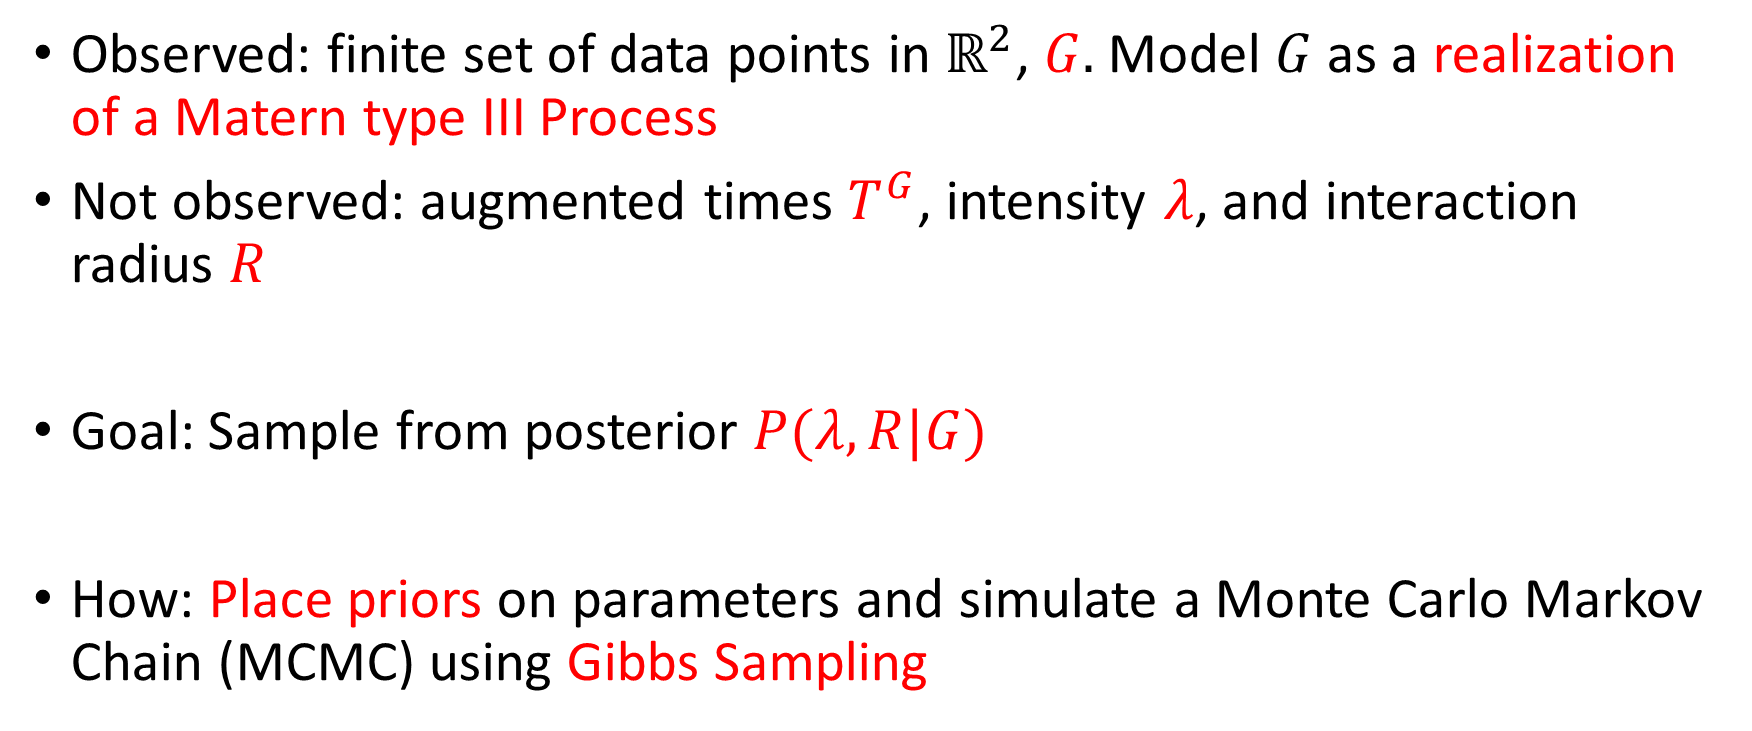 • Observed: finite set of data points in ℝ², G. Model G as a realization
of a Matern type III Process
• Not observed: augmented times Tᴳ, intensity λ, and interaction
radius R
• Goal: Sample from posterior P(λ, R|G)
• How: Place priors on parameters and simulate a Monte Carlo Markov
Chain (MCMC) using Gibbs Sampling